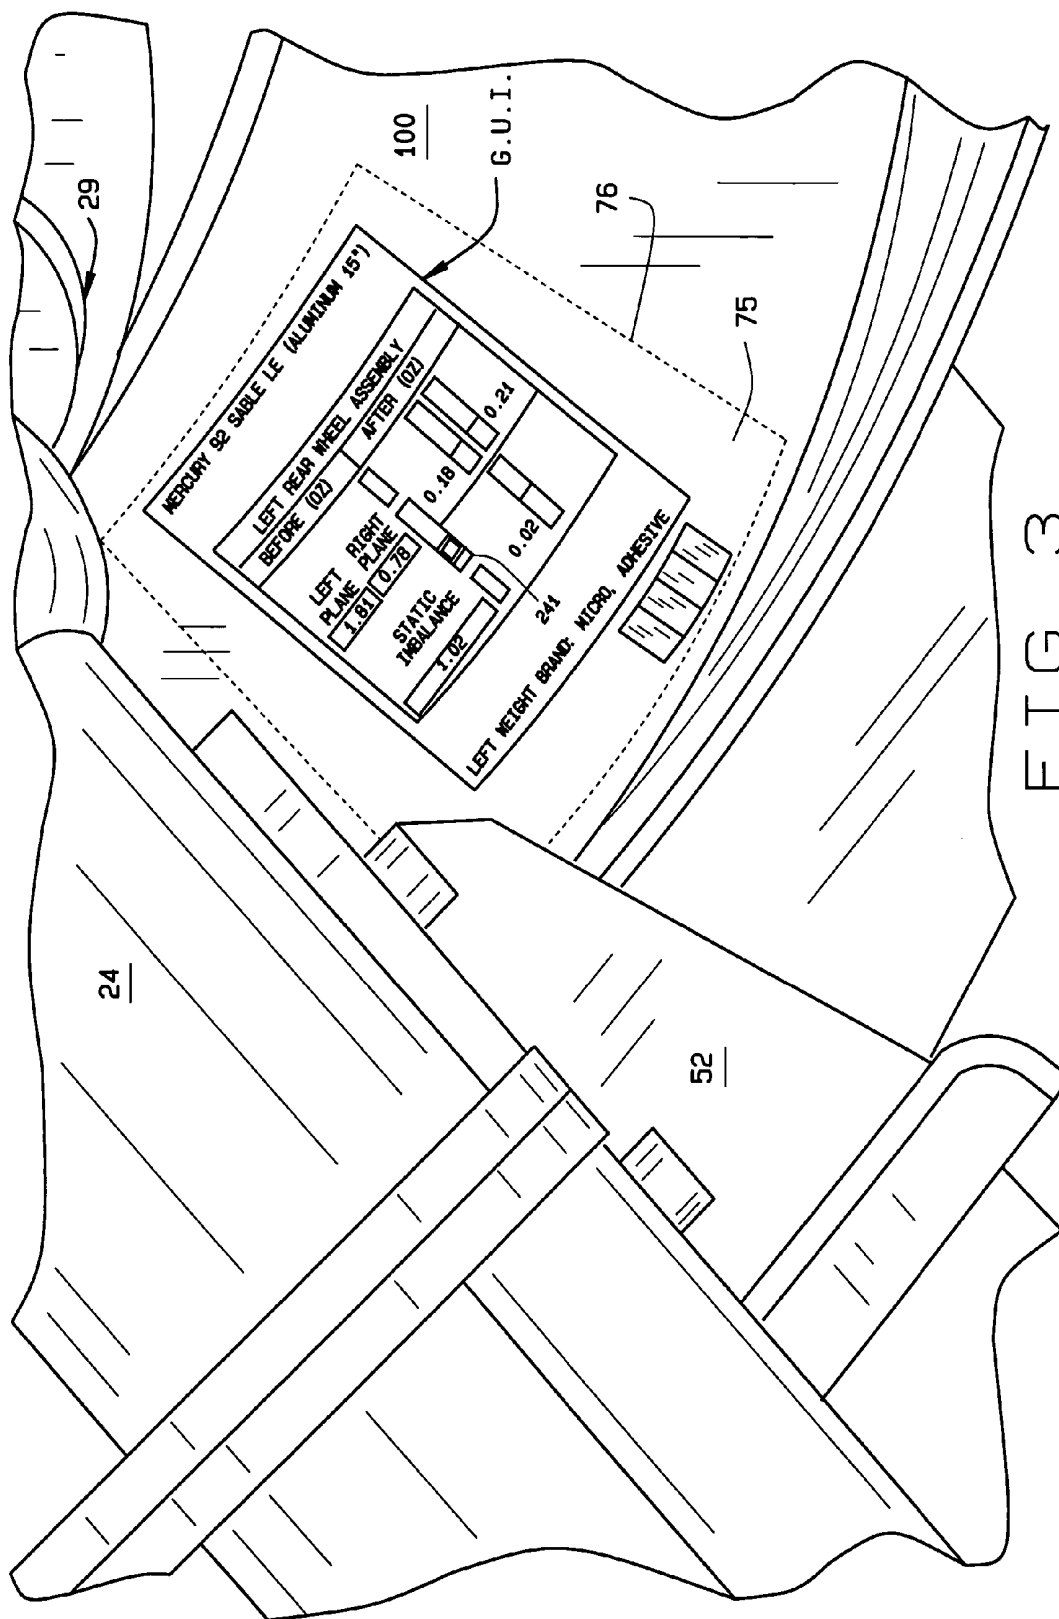 29
100
G.U.I.
MERCURY 92 SABLE LE (ALUMINUM 15")
LEFT REAR WHEEL ASSEMBLY
BEFORE (OZ) AFTER (OZ)
LEFT RIGHT
PLANE PLANE
1.81 0.78
0.18 0.21
STATIC
IMBALANCE
1.02
0.02
241
LEFT WEIGHT BRAND: MICRO, ADHESIVE
76
75
24
52
FIG 3